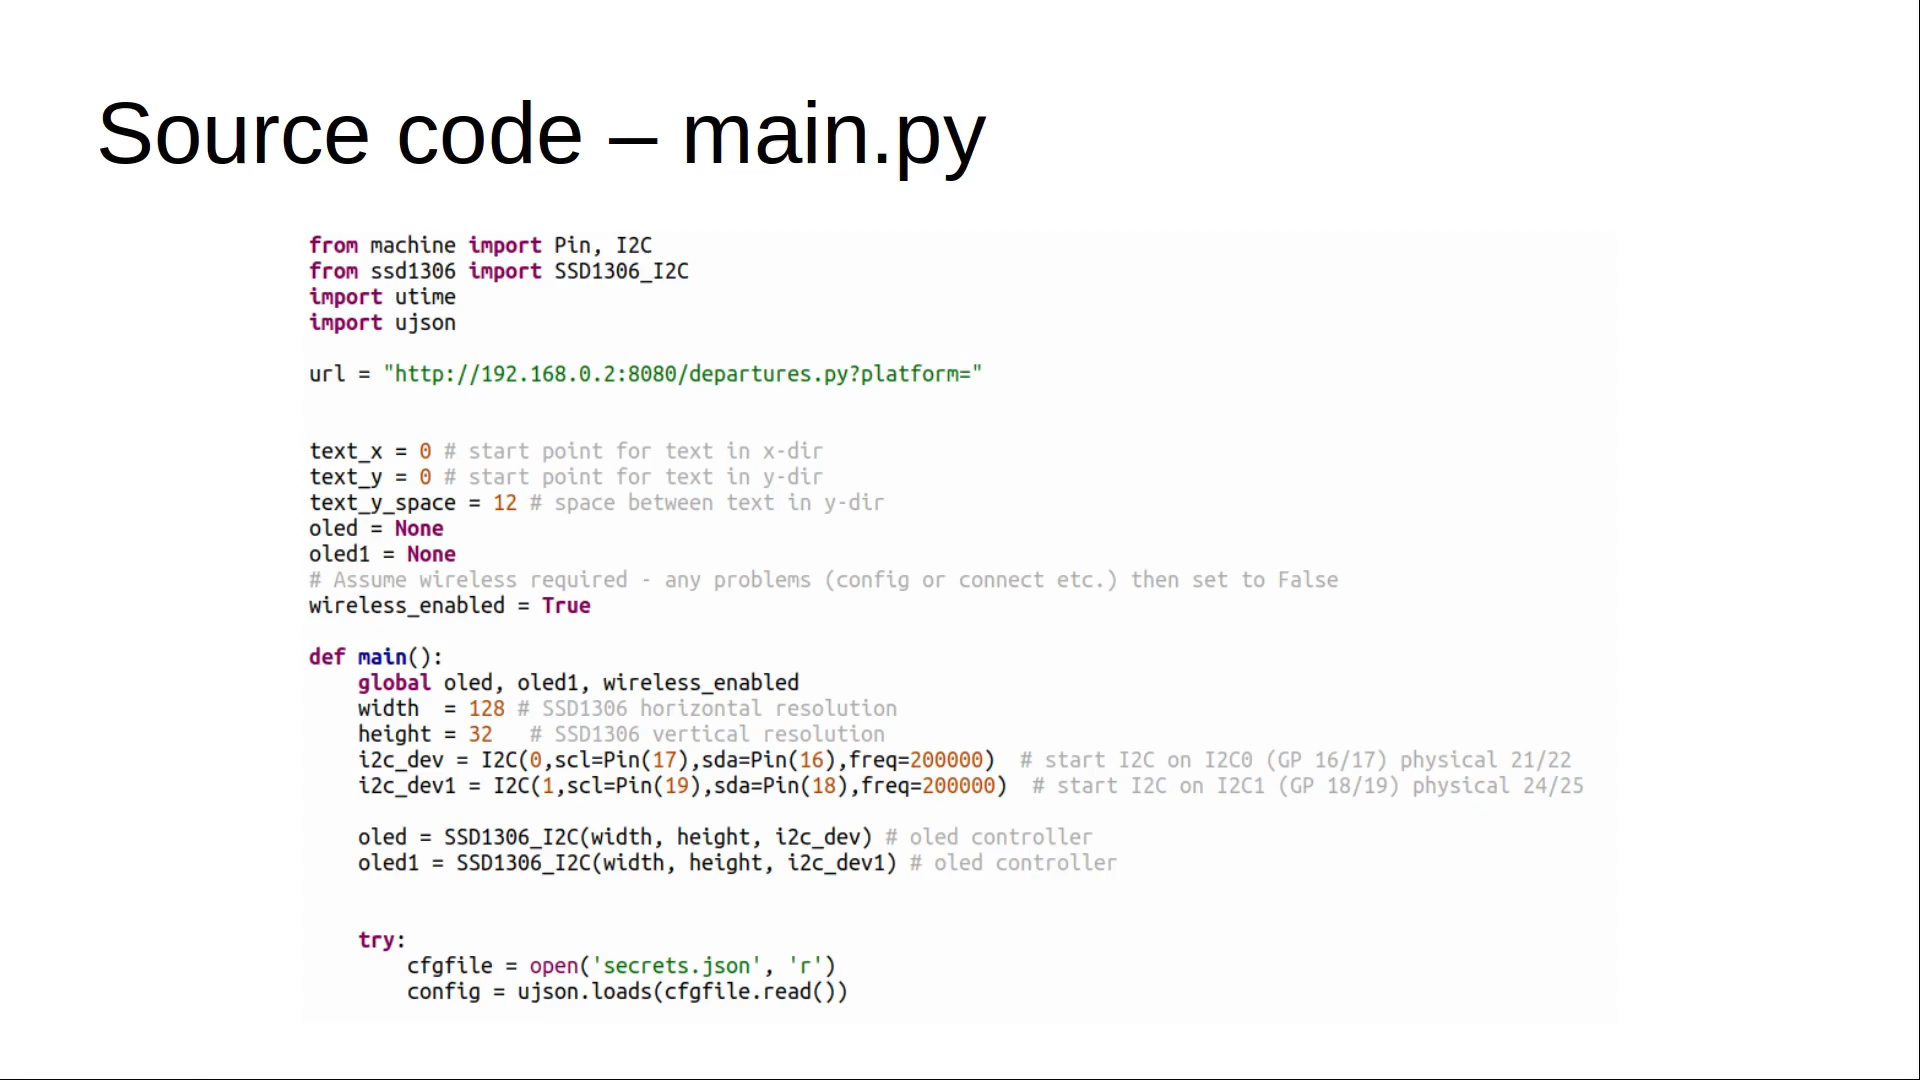 Source code – main.py
from machine import Pin, I2C
from ssd1306 import SSD1306_I2C
import utime
import ujson
url = "http://192.168.0.2:8080/departures.py?platform="
text_x = 0 # start point for text in x-dir
text_y = 0 # start point for text in y-dir
text_y_space = 12 # space between text in y-dir
oled = None
oled1 = None
# Assume wireless required - any problems (config or connect etc.) then set to False
wireless_enabled = True
def main():
    global oled, oled1, wireless_enabled
    width  = 128 # SSD1306 horizontal resolution
    height = 32   # SSD1306 vertical resolution
    i2c_dev = I2C(0,scl=Pin(17),sda=Pin(16),freq=200000)  # start I2C on I2C0 (GP 16/17) physical 21/22
    i2c_dev1 = I2C(1,scl=Pin(19),sda=Pin(18),freq=200000)  # start I2C on I2C1 (GP 18/19) physical 24/25
    oled = SSD1306_I2C(width, height, i2c_dev) # oled controller
    oled1 = SSD1306_I2C(width, height, i2c_dev1) # oled controller
    try:
        cfgfile = open('secrets.json', 'r')
        config = ujson.loads(cfgfile.read())